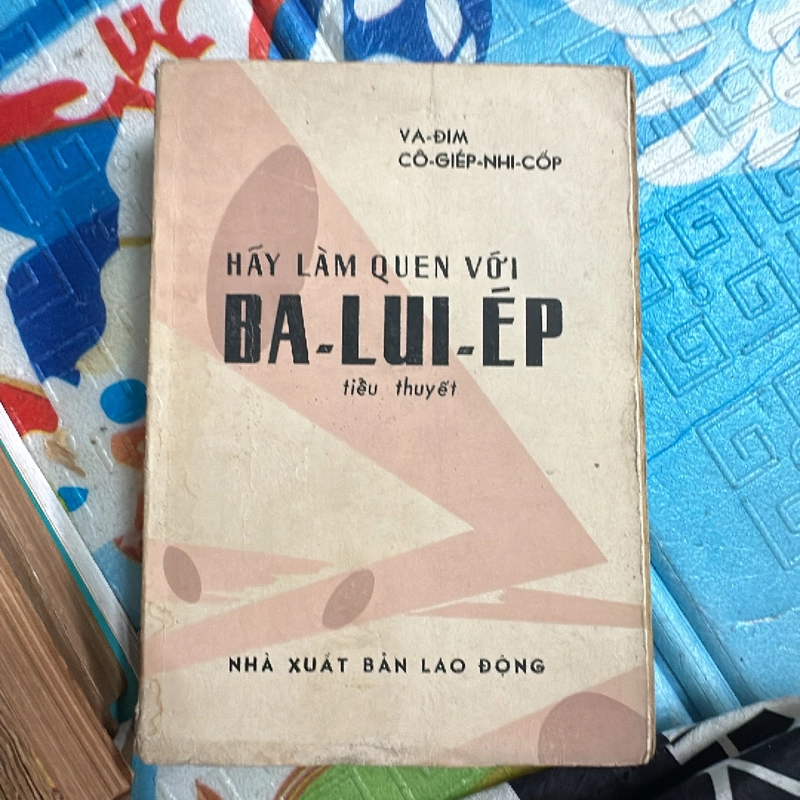 VA-ĐIM
CÔ-GIÉP-NHI-CỐP
HÃY LÀM QUEN VỚI
BA-LUI-ÉP
tiểu thuyết
NHÀ XUẤT BẢN LAO ĐỘNG